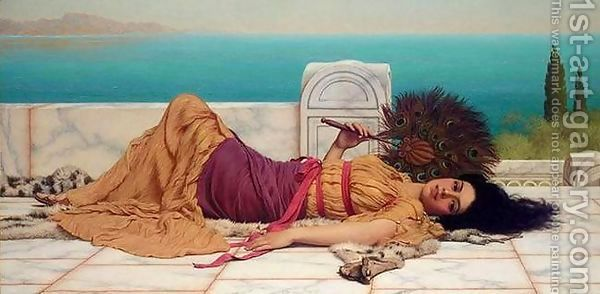 1st-art-gallery.com
This watermark does not appear on the painting